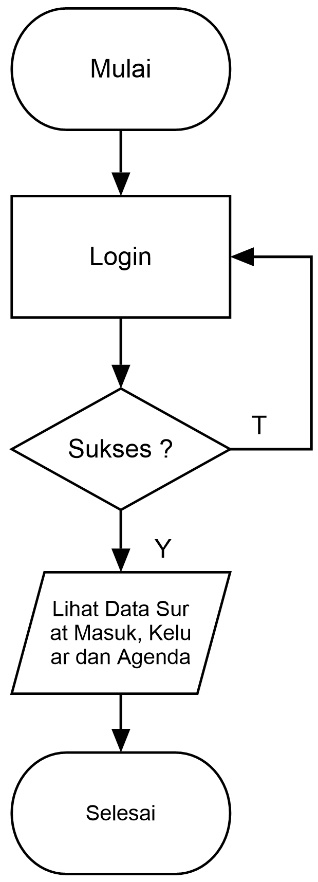 Mulai
Login
Sukses ?
T
Y
Lihat Data Sur
at Masuk, Kelu
ar dan Agenda
Selesai